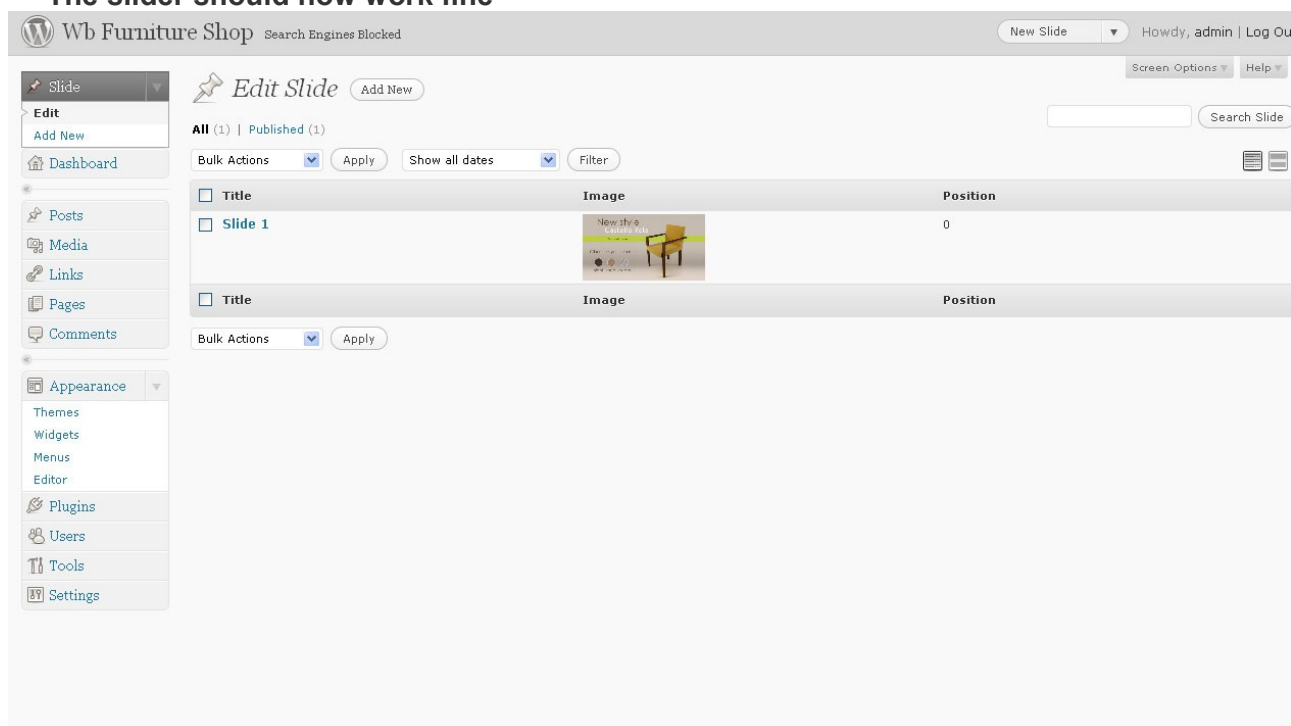 The slider should now work fine
Wb Furniture Shop Search Engines Blocked
New Slide
Howdy, admin | Log Ou
Screen Options Help
Slide
Edit
Add New
Dashboard
Posts
Media
Links
Pages
Comments
Appearance
Themes
Widgets
Menus
Editor
Plugins
Users
Tools
Settings
Edit Slide Add New
Search Slide
All (1) | Published (1)
Bulk Actions Apply Show all dates Filter
Title Image Position
Slide 1 0
New style
Title Image Position
Bulk Actions Apply